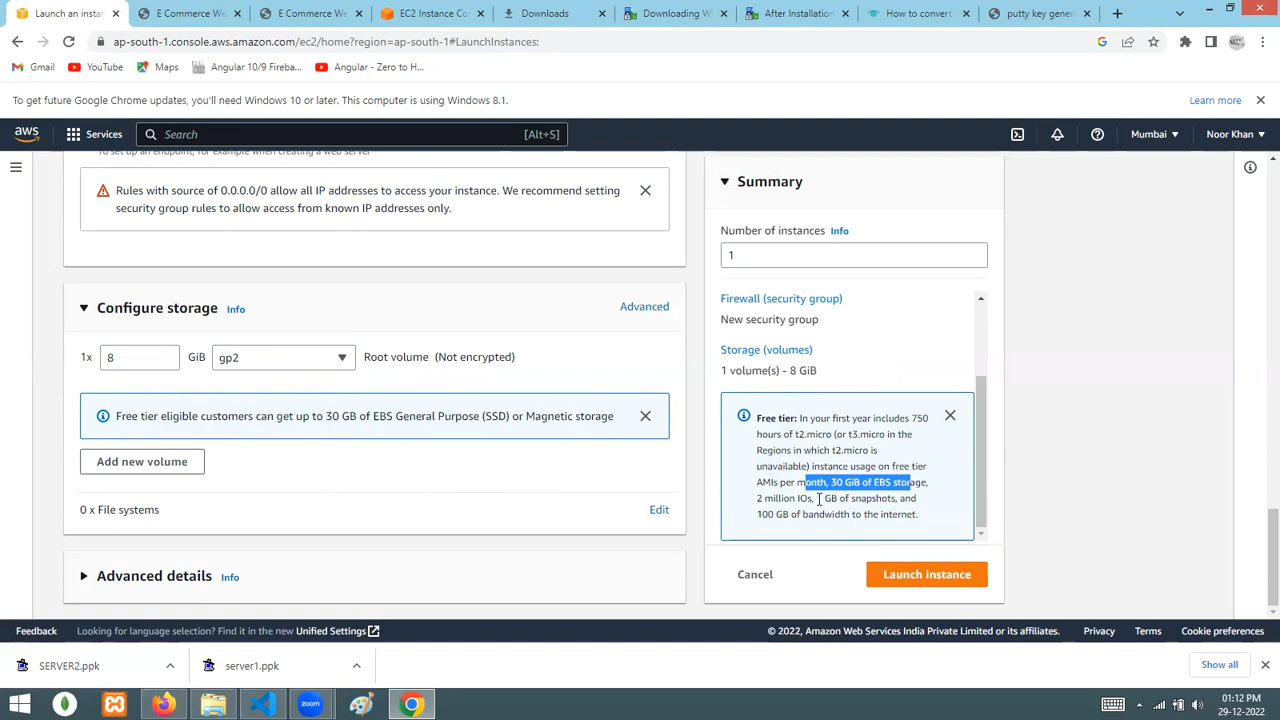 Launch an instan
E Commerce We
E Commerce We
EC2 Instance Co
Downloads
Downloading W
After Installation
How to convert
putty key gener
ap-south-1.console.aws.amazon.com/ec2/home?region=ap-south-1#LaunchInstances:
Gmail
YouTube
Maps
Angular 10/9 Fireba...
Angular - Zero to H...
To get future Google Chrome updates, you'll need Windows 10 or later. This computer is using Windows 8.1.
Learn more
aws
Services
Search
[Alt+S]
Mumbai
Noor Khan
To set up an endpoint, for example when creating a web server
Rules with source of 0.0.0.0/0 allow all IP addresses to access your instance. We recommend setting
security group rules to allow access from known IP addresses only.
Configure storage Info
Advanced
1x 8 GiB gp2 Root volume (Not encrypted)
Free tier eligible customers can get up to 30 GB of EBS General Purpose (SSD) or Magnetic storage
Add new volume
0 x File systems
Edit
Advanced details Info
Summary
Number of instances Info
1
Firewall (security group)
New security group
Storage (volumes)
1 volume(s) - 8 GiB
Free tier: In your first year includes 750
hours of t2.micro (or t3.micro in the
Regions in which t2.micro is
unavailable) instance usage on free tier
AMIs per month, 30 GiB of EBS storage,
2 million IOs, GB of snapshots, and
100 GB of bandwidth to the internet.
Cancel
Launch instance
Feedback
Looking for language selection? Find it in the new Unified Settings
© 2022, Amazon Web Services India Private Limited or its affiliates.
Privacy
Terms
Cookie preferences
SERVER2.ppk
server1.ppk
Show all
zoom
01:12 PM
29-12-2022